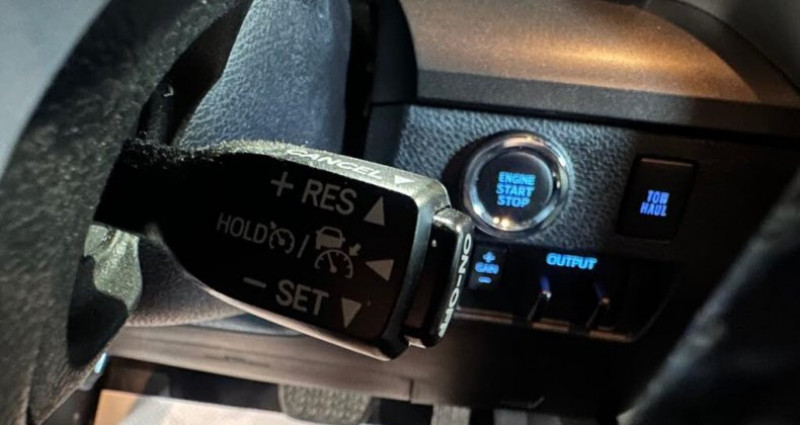 CANCEL
+ RES
HOLD /
- SET
ON-OFF
ENGINE
START
STOP
TOW
HAUL
+
GAIN
-
OUTPUT